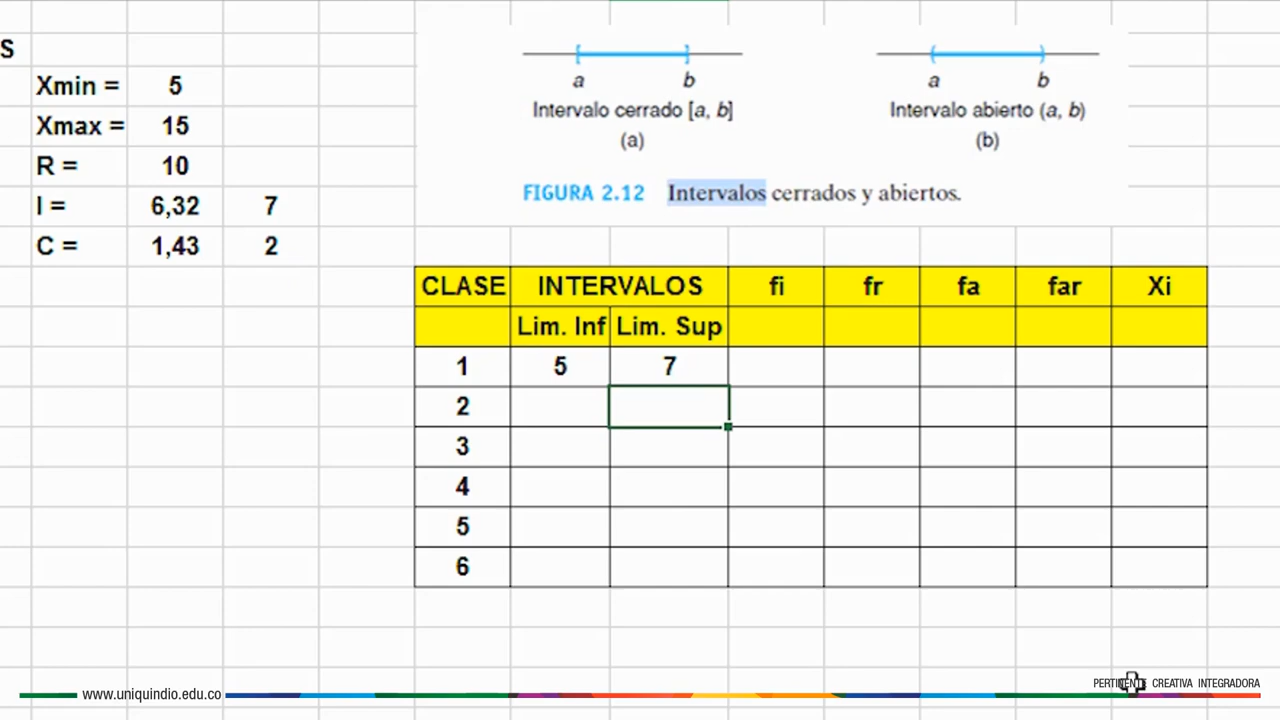 S
Xmin = 5
Xmax = 15
R = 10
I = 6,32 7
C = 1,43 2
a b
Intervalo cerrado [a, b]
(a)
a b
Intervalo abierto (a, b)
(b)
FIGURA 2.12 Intervalos cerrados y abiertos.
CLASE INTERVALOS fi fr fa far Xi
Lim. Inf Lim. Sup
1 5 7
2
3
4
5
6
www.uniquindio.edu.co
PERTINENTE CREATIVA INTEGRADORA